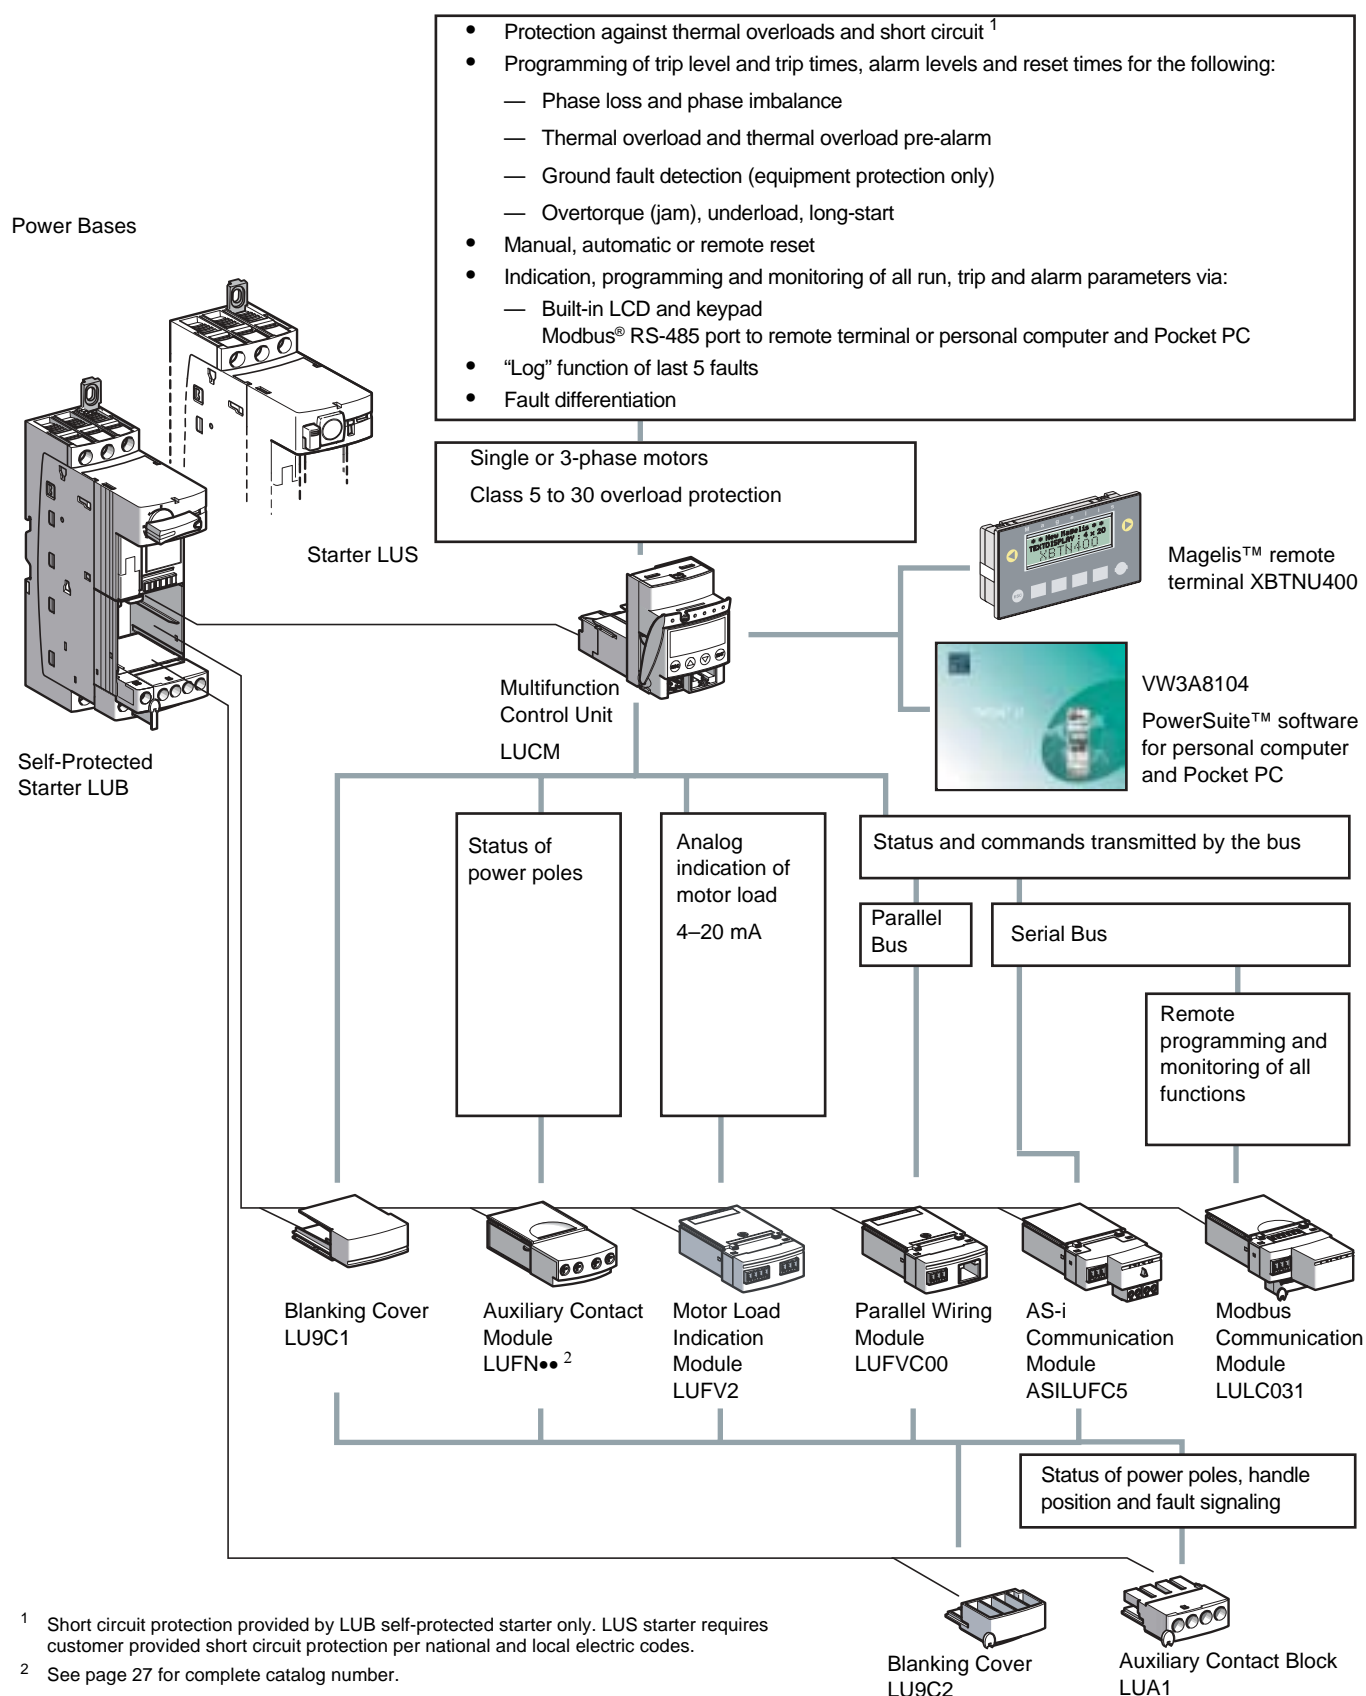 • Protection against thermal overloads and short circuit 1
• Programming of trip level and trip times, alarm levels and reset times for the following:
— Phase loss and phase imbalance
— Thermal overload and thermal overload pre-alarm
— Ground fault detection (equipment protection only)
— Overtorque (jam), underload, long-start
• Manual, automatic or remote reset
• Indication, programming and monitoring of all run, trip and alarm parameters via:
— Built-in LCD and keypad
Modbus® RS-485 port to remote terminal or personal computer and Pocket PC
• “Log” function of last 5 faults
• Fault differentiation
Power Bases
Single or 3-phase motors
Class 5 to 30 overload protection
Starter LUS
* * New Magelis * *
TEXTDISPLAY : 4 x 20
XBTN400
Magelis™ remote
terminal XBTNU400
Multifunction
Control Unit
LUCM
VW3A8104
PowerSuite™ software
for personal computer
and Pocket PC
Self-Protected
Starter LUB
Status of
power poles
Analog
indication of
motor load
4–20 mA
Status and commands transmitted by the bus
Parallel
Bus
Serial Bus
Remote
programming and
monitoring of all
functions
Blanking Cover
LU9C1
Auxiliary Contact
Module
LUFN•• 2
Motor Load
Indication
Module
LUFV2
Parallel Wiring
Module
LUFVC00
AS-i
Communication
Module
ASILUFC5
Modbus
Communication
Module
LULC031
Status of power poles, handle
position and fault signaling
1 Short circuit protection provided by LUB self-protected starter only. LUS starter requires
customer provided short circuit protection per national and local electric codes.
2 See page 27 for complete catalog number.
Blanking Cover
LU9C2
Auxiliary Contact Block
LUA1